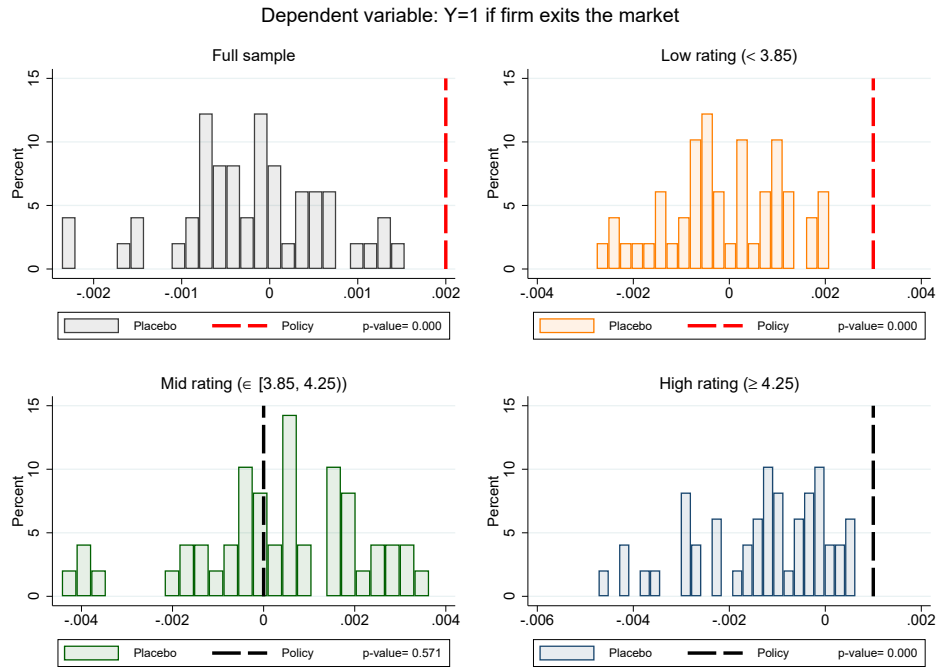 Dependent variable: Y=1 if firm exits the market
Full sample
Percent
15
10
5
0
-.002 -.001 0 .001 .002
Placebo Policy p-value= 0.000
Low rating (< 3.85)
Percent
15
10
5
0
-.004 -.002 0 .002 .004
Placebo Policy p-value= 0.000
Mid rating (∈ [3.85, 4.25))
Percent
15
10
5
0
-.004 -.002 0 .002 .004
Placebo Policy p-value= 0.571
High rating (≥ 4.25)
Percent
15
10
5
0
-.006 -.004 -.002 0 .002
Placebo Policy p-value= 0.000